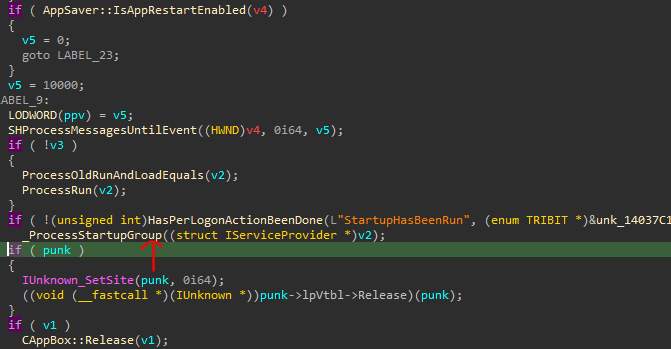 if ( AppSaver::IsAppRestartEnabled(v4) )
{
v5 = 0;
goto LABEL_23;
}
v5 = 10000;
ABEL_9:
LODWORD(ppv) = v5;
SHProcessMessagesUntilEvent((HWND)v4, 0i64, v5);
if ( !v3 )
{
ProcessOldRunAndLoadEquals(v2);
ProcessRun(v2);
}
if ( !(unsigned int)HasPerLogonActionBeenDone(L"StartupHasBeenRun", (enum TRIBIT *)&unk_14037C1
_ProcessStartupGroup((struct IServiceProvider *)v2);
if ( punk )
{
IUnknown_SetSite(punk, 0i64);
((void (__fastcall *)(IUnknown *))punk->lpVtbl->Release)(punk);
}
if ( v1 )
CAppBox::Release(v1);